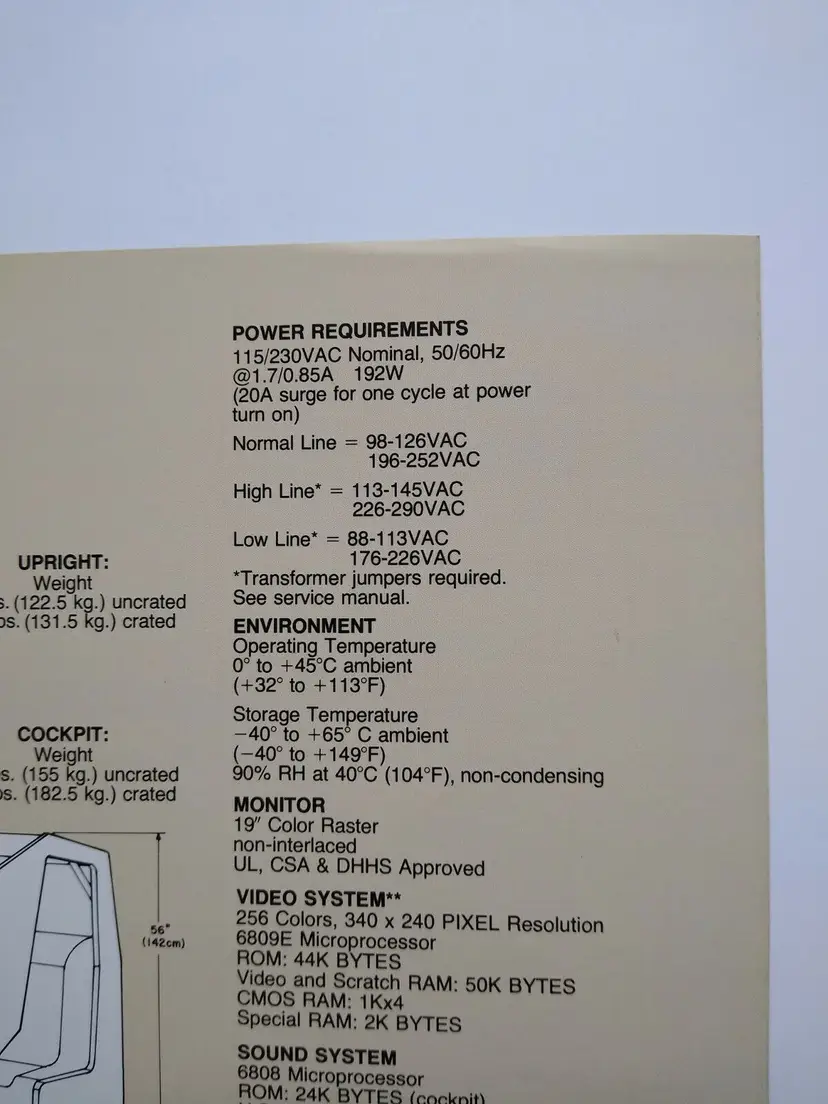 UPRIGHT:
Weight
s. (122.5 kg.) uncrated
os. (131.5 kg.) crated
COCKPIT:
Weight
s. (155 kg.) uncrated
os. (182.5 kg.) crated
56"
(142cm)
POWER REQUIREMENTS
115/230VAC Nominal, 50/60Hz
@1.7/0.85A 192W
(20A surge for one cycle at power
turn on)
Normal Line = 98-126VAC
196-252VAC
High Line* = 113-145VAC
226-290VAC
Low Line* = 88-113VAC
176-226VAC
*Transformer jumpers required.
See service manual.
ENVIRONMENT
Operating Temperature
0° to +45°C ambient
(+32° to +113°F)
Storage Temperature
−40° to +65° C ambient
(−40° to +149°F)
90% RH at 40°C (104°F), non-condensing
MONITOR
19″ Color Raster
non-interlaced
UL, CSA & DHHS Approved
VIDEO SYSTEM**
256 Colors, 340 x 240 PIXEL Resolution
6809E Microprocessor
ROM: 44K BYTES
Video and Scratch RAM: 50K BYTES
CMOS RAM: 1Kx4
Special RAM: 2K BYTES
SOUND SYSTEM
6808 Microprocessor
ROM: 24K BYTES (cockpit)